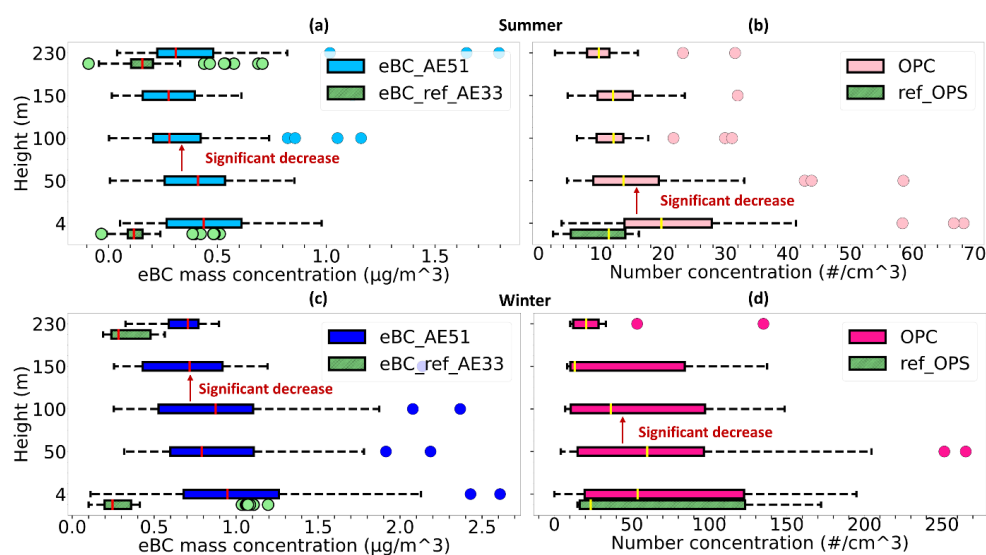 (a) Summer (b)
Height (m)
230
150
100
50
4
eBC_AE51
eBC_ref_AE33
Significant decrease
0.0 0.5 1.0 1.5
eBC mass concentration (µg/m^3)
OPC
ref_OPS
Significant decrease
0 10 20 30 40 50 60 70
Number concentration (#/cm^3)
(c) Winter (d)
Height (m)
230
150
100
50
4
eBC_AE51
eBC_ref_AE33
Significant decrease
0.0 0.5 1.0 1.5 2.0 2.5
eBC mass concentration (µg/m^3)
OPC
ref_OPS
Significant decrease
0 50 100 150 200 250
Number concentration (#/cm^3)